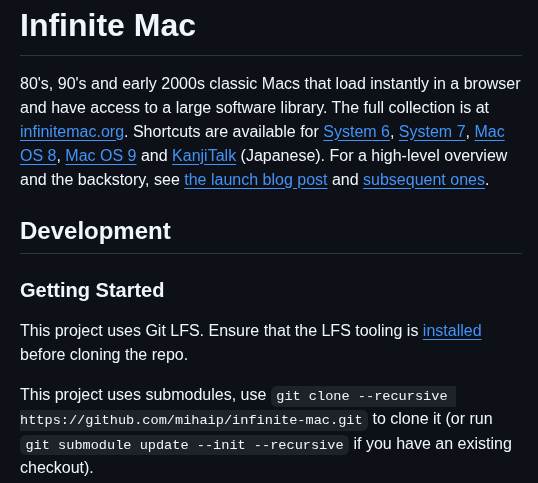 Infinite Mac
80's, 90's and early 2000s classic Macs that load instantly in a browser
and have access to a large software library. The full collection is at
infinitemac.org. Shortcuts are available for System 6, System 7, Mac
OS 8, Mac OS 9 and KanjiTalk (Japanese). For a high-level overview
and the backstory, see the launch blog post and subsequent ones.
Development
Getting Started
This project uses Git LFS. Ensure that the LFS tooling is installed
before cloning the repo.
This project uses submodules, use git clone --recursive
https://github.com/mihaip/infinite-mac.git to clone it (or run
git submodule update --init --recursive if you have an existing
checkout).